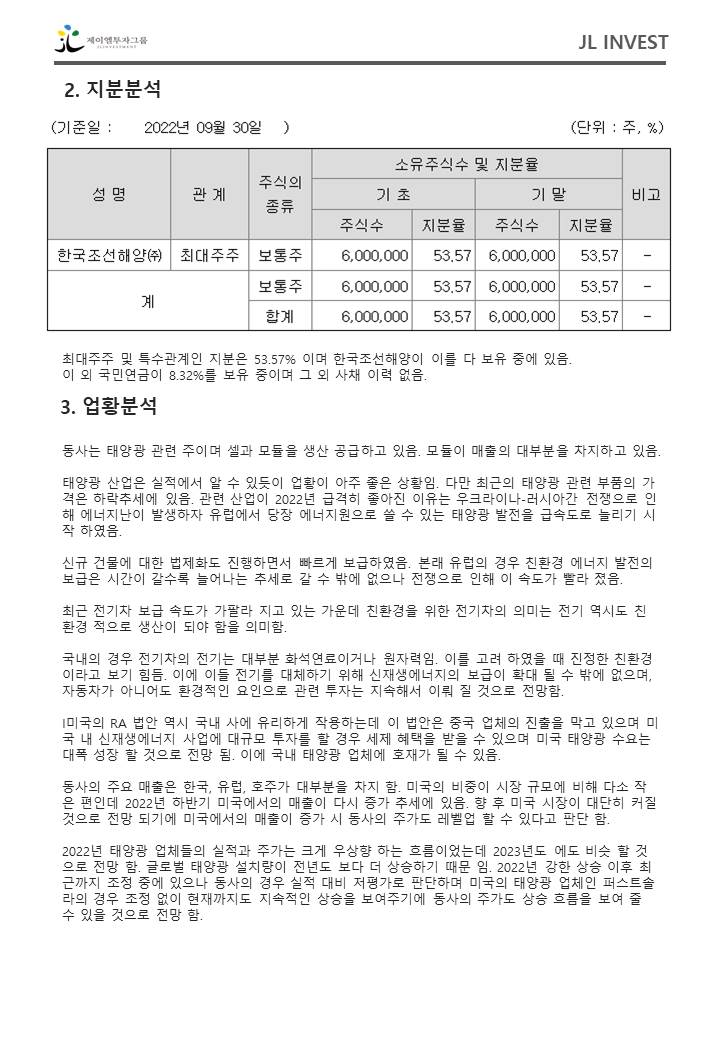 제이엘투자그룹
JL INVESTMENT
JL INVEST
2. 지분분석
(기준일 : 2022년 09월 30일 ) (단위 : 주, %)
성 명 관 계 주식의 종류 소유주식수 및 지분율 비고
기 초 기 말
주식수 지분율 주식수 지분율
한국조선해양㈜ 최대주주 보통주 6,000,000 53.57 6,000,000 53.57 -
계 보통주 6,000,000 53.57 6,000,000 53.57 -
합계 6,000,000 53.57 6,000,000 53.57 -
최대주주 및 특수관계인 지분은 53.57% 이며 한국조선해양이 이를 다 보유 중에 있음.
이 외 국민연금이 8.32%를 보유 중이며 그 외 사채 이력 없음.
3. 업황분석
동사는 태양광 관련 주이며 셀과 모듈을 생산 공급하고 있음. 모듈이 매출의 대부분을 차지하고 있음.
태양광 산업은 실적에서 알 수 있듯이 업황이 아주 좋은 상황임. 다만 최근의 태양광 관련 부품의 가
격은 하락추세에 있음. 관련 산업이 2022년 급격히 좋아진 이유는 우크라이나-러시아간 전쟁으로 인
해 에너지난이 발생하자 유럽에서 당장 에너지원으로 쓸 수 있는 태양광 발전을 급속도로 늘리기 시
작 하였음.
신규 건물에 대한 법제화도 진행하면서 빠르게 보급하였음. 본래 유럽의 경우 친환경 에너지 발전의
보급은 시간이 갈수록 늘어나는 추세로 갈 수 밖에 없으나 전쟁으로 인해 이 속도가 빨라 졌음.
최근 전기차 보급 속도가 가팔라 지고 있는 가운데 친환경을 위한 전기차의 의미는 전기 역시도 친
환경 적으로 생산이 되야 함을 의미함.
국내의 경우 전기차의 전기는 대부분 화석연료이거나 원자력임. 이를 고려 하였을 때 진정한 친환경
이라고 보기 힘듬. 이에 이들 전기를 대체하기 위해 신재생에너지의 보급이 확대 될 수 밖에 없으며,
자동차가 아니어도 환경적인 요인으로 관련 투자는 지속해서 이뤄 질 것으로 전망함.
I미국의 RA 법안 역시 국내 사에 유리하게 작용하는데 이 법안은 중국 업체의 진출을 막고 있으며 미
국 내 신재생에너지 사업에 대규모 투자를 할 경우 세제 혜택을 받을 수 있으며 미국 태양광 수요는
대폭 성장 할 것으로 전망 됨. 이에 국내 태양광 업체에 호재가 될 수 있음.
동사의 주요 매출은 한국, 유럽, 호주가 대부분을 차지 함. 미국의 비중이 시장 규모에 비해 다소 작
은 편인데 2022년 하반기 미국에서의 매출이 다시 증가 추세에 있음. 향 후 미국 시장이 대단히 커질
것으로 전망 되기에 미국에서의 매출이 증가 시 동사의 주가도 레벨업 할 수 있다고 판단 함.
2022년 태양광 업체들의 실적과 주가는 크게 우상향 하는 흐름이었는데 2023년도 에도 비슷 할 것
으로 전망 함. 글로벌 태양광 설치량이 전년도 보다 더 상승하기 때문 임. 2022년 강한 상승 이후 최
근까지 조정 중에 있으나 동사의 경우 실적 대비 저평가로 판단하며 미국의 태양광 업체인 퍼스트솔
라의 경우 조정 없이 현재까지도 지속적인 상승을 보여주기에 동사의 주가도 상승 흐름을 보여 줄
수 있을 것으로 전망 함.